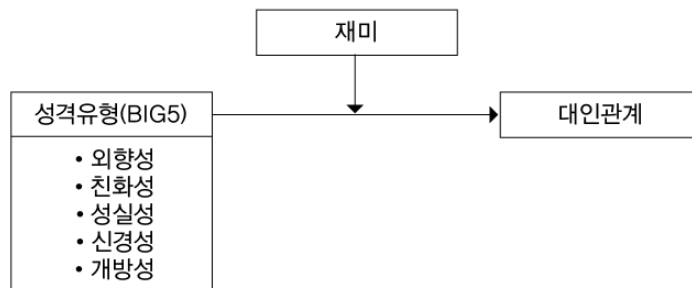 재미
성격유형(BIG5)
대인관계
• 외향성
• 친화성
• 성실성
• 신경성
• 개방성